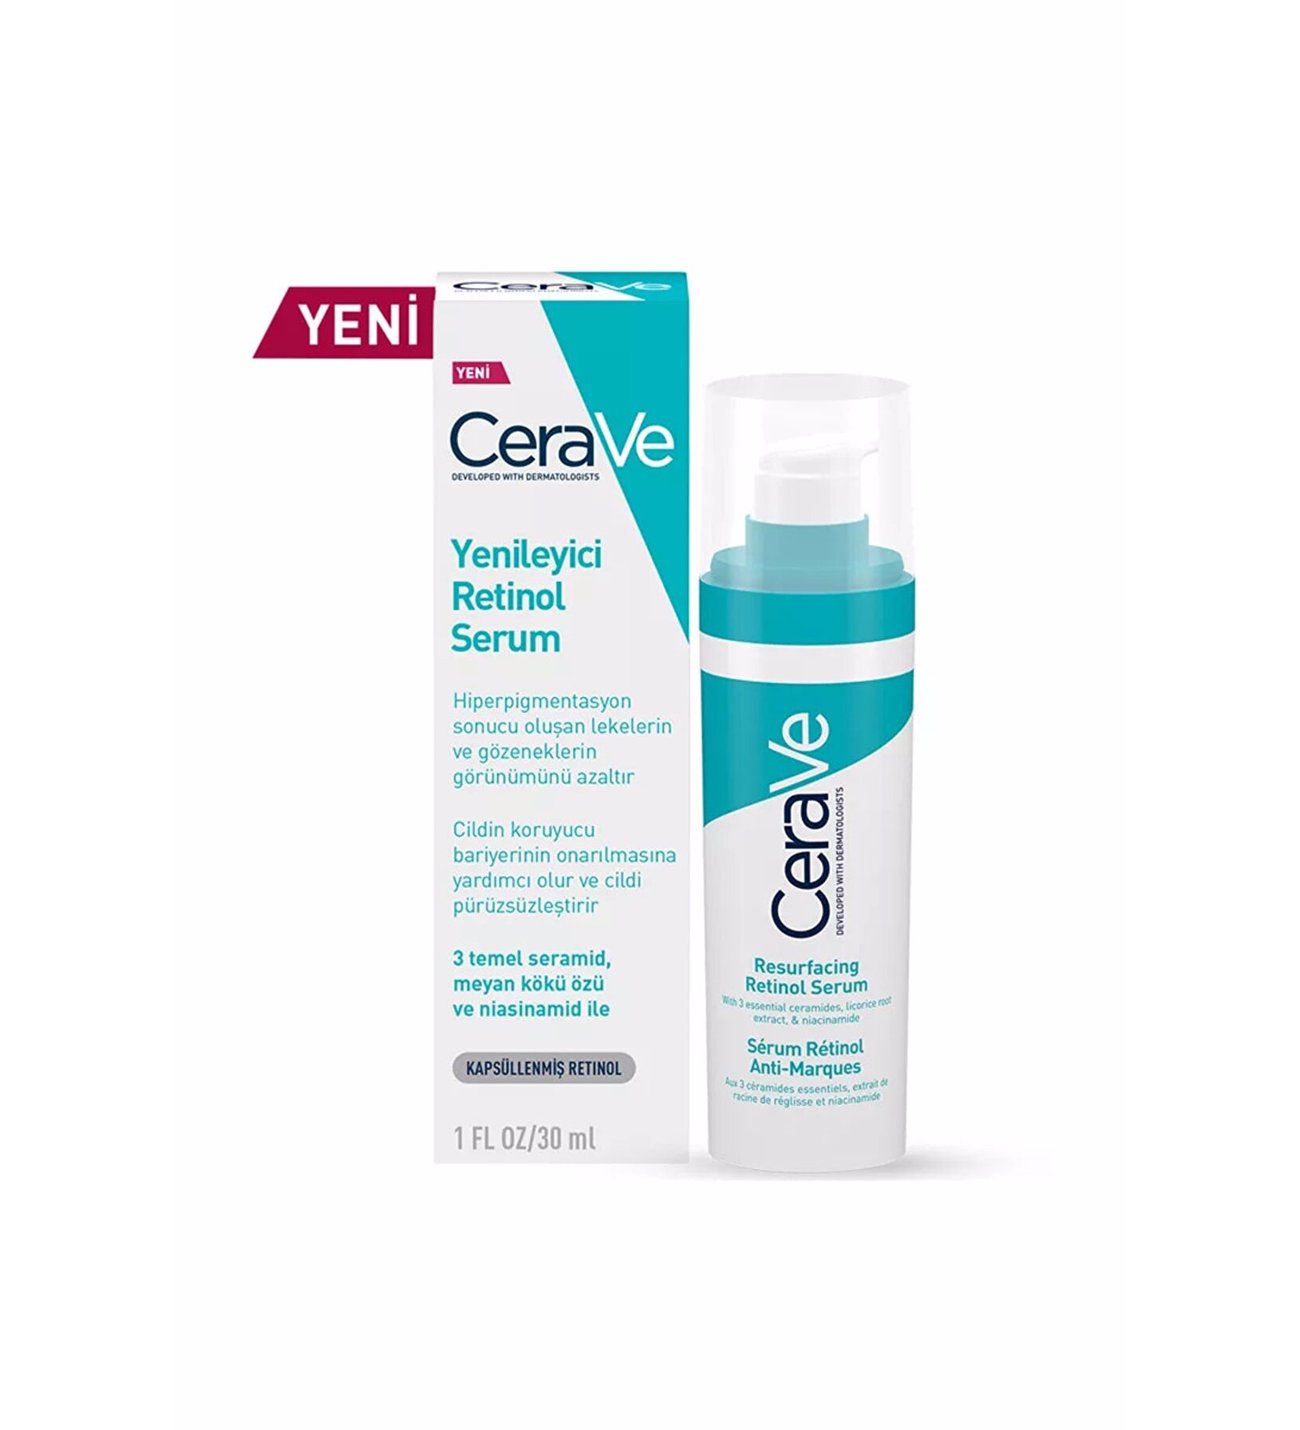 YENİ
CeraVe
YENİ
CeraVe
DEVELOPED WITH DERMATOLOGISTS
Yenileyici
Retinol
Serum
Hiperpigmentasyon
sonucu oluşan lekelerin
ve gözeneklerin
görünümünü azaltır
Cildin koruyucu
bariyerinin onarılmasına
yardımcı olur ve cildi
pürüzsüzleştirir
3 temel seramid,
meyan kökü özü
ve niasinamid ile
KAPSÜLLENMİŞ RETINOL
1 FL OZ/30 ml
CeraVe
DEVELOPED WITH DERMATOLOGISTS
Resurfacing
Retinol Serum
With 3 essential ceramides, licorice root
extract, & niacinamide
Sérum Rétinol
Anti-Marques
Aux 3 céramides essentiels, extrait de
racine de réglisse et niacinamide